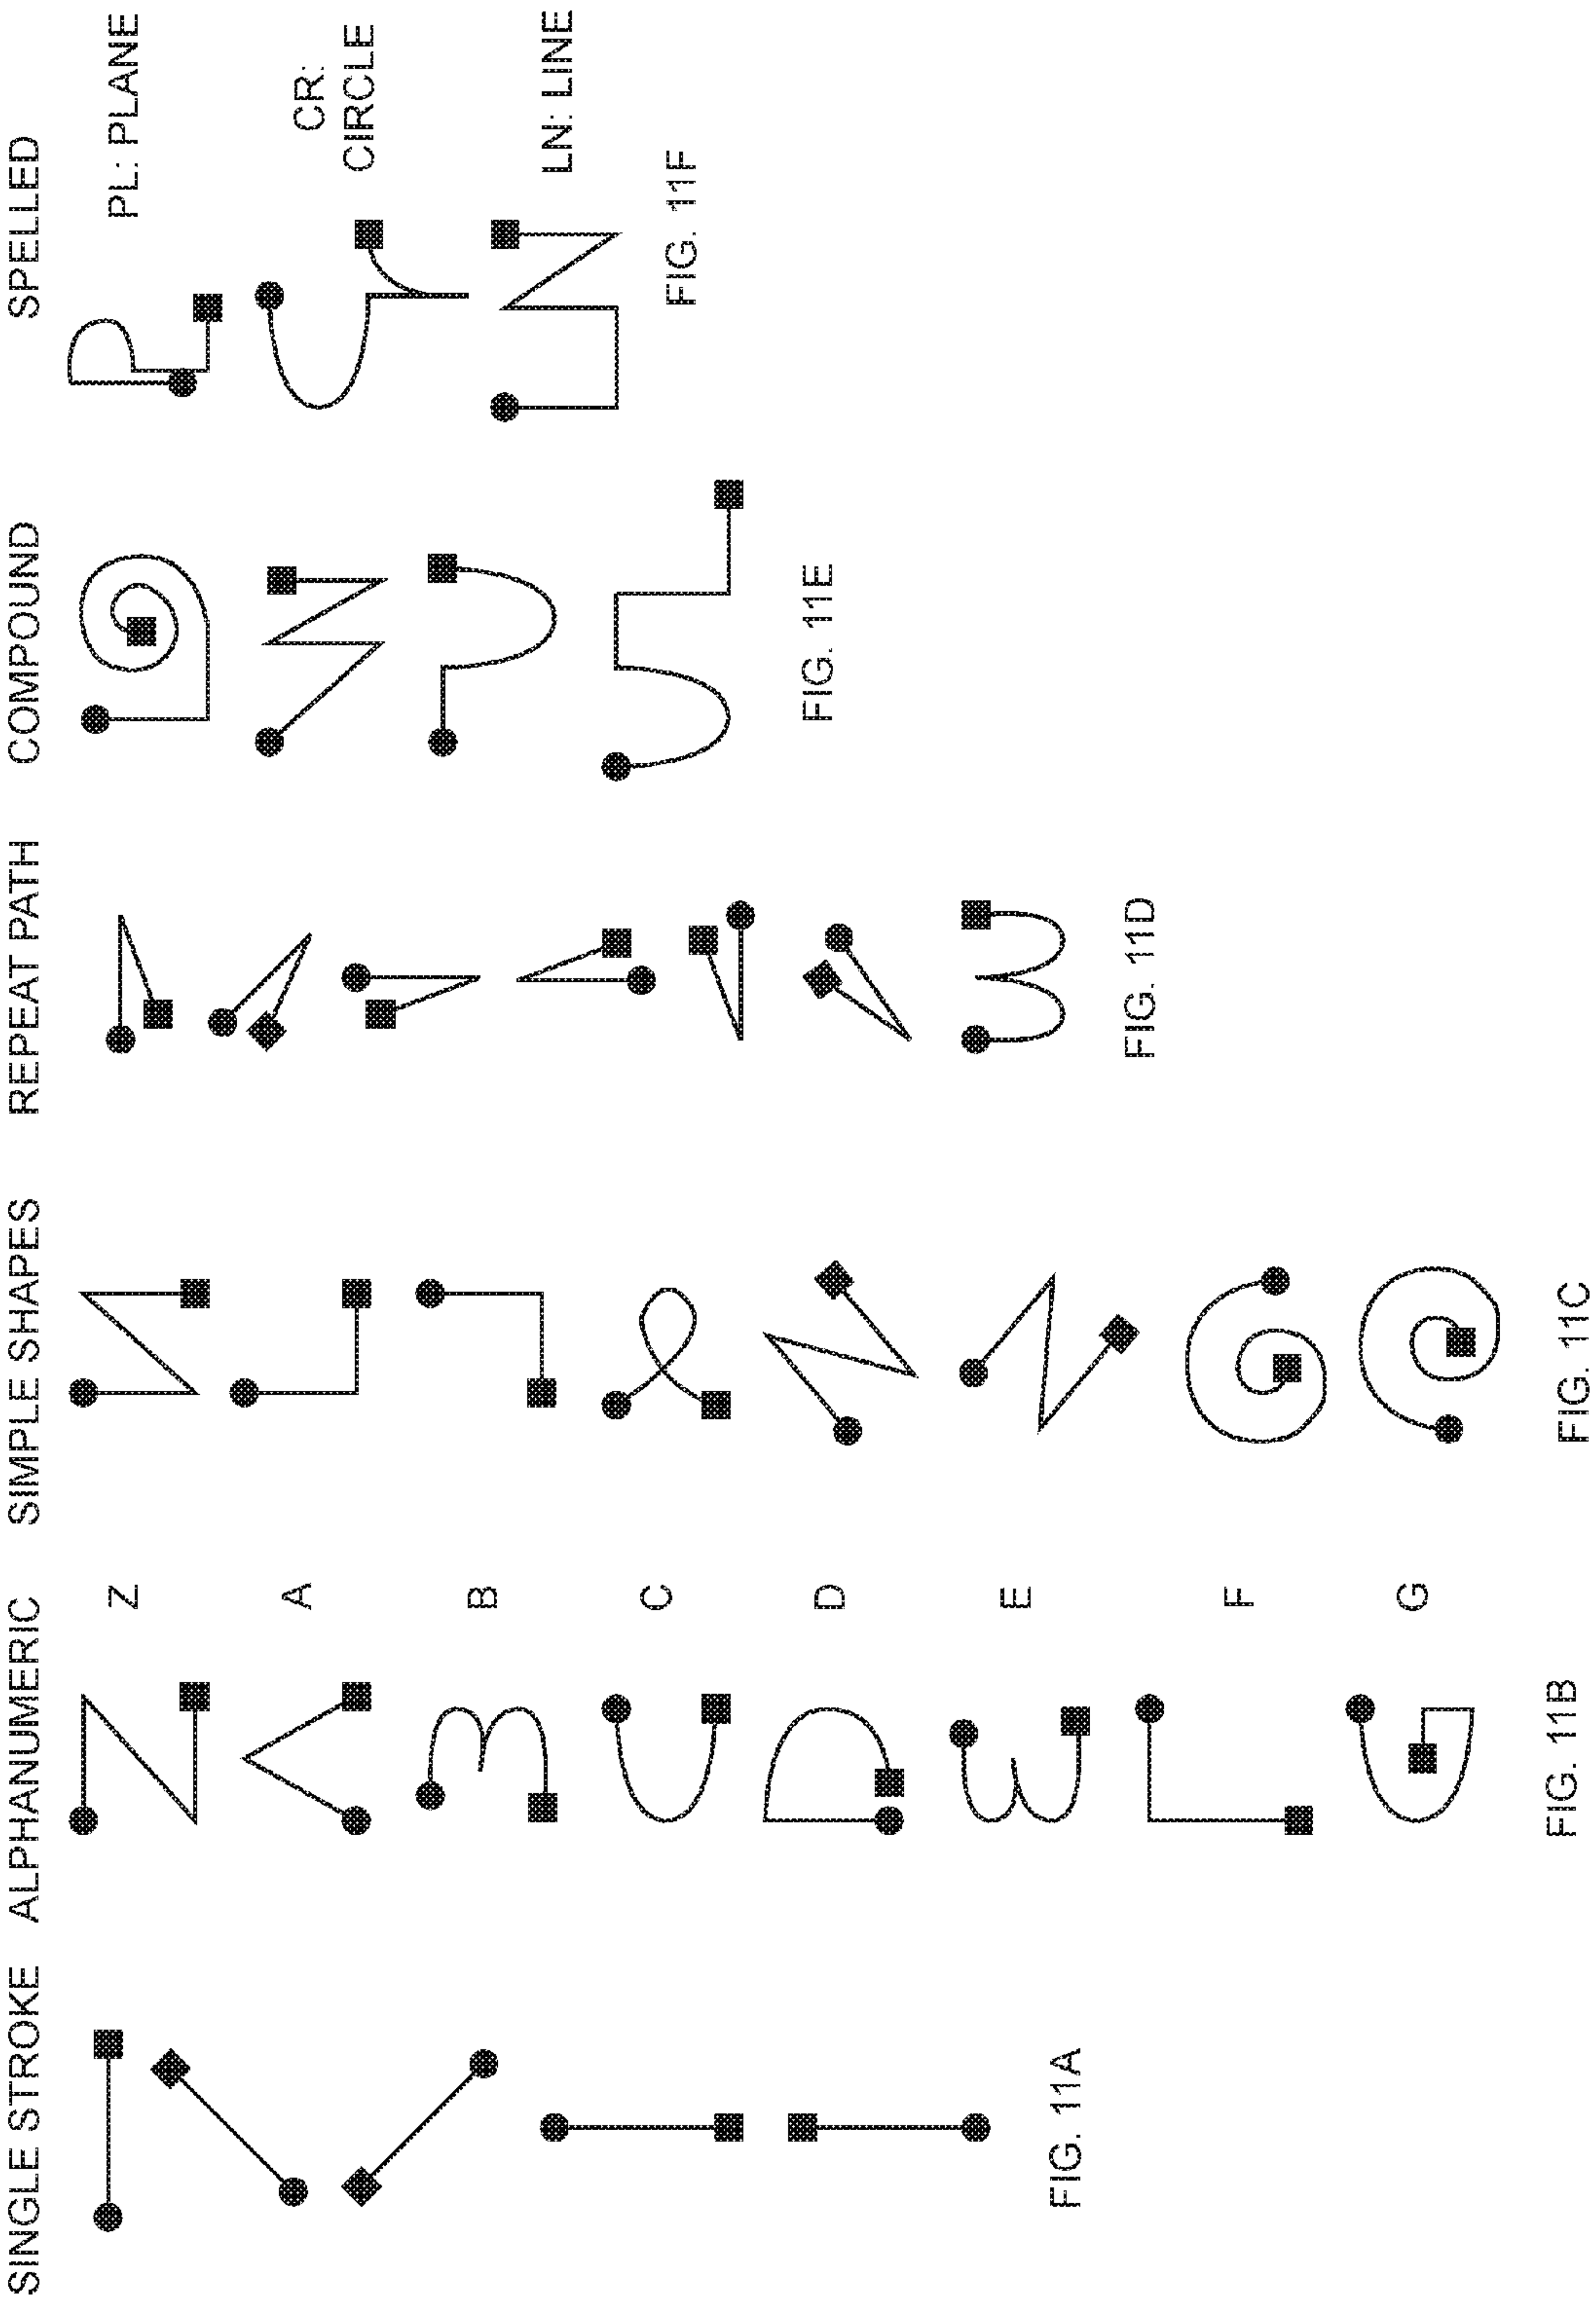 SINGLE STROKE
FIG. 11A
ALPHANUMERIC
Z
A
B
C
D
E
F
G
FIG. 11B
SIMPLE SHAPES
FIG. 11C
REPEAT PATH
FIG. 11D
COMPOUND
FIG. 11E
SPELLED
PL: PLANE
CR:
CIRCLE
LN: LINE
FIG. 11F